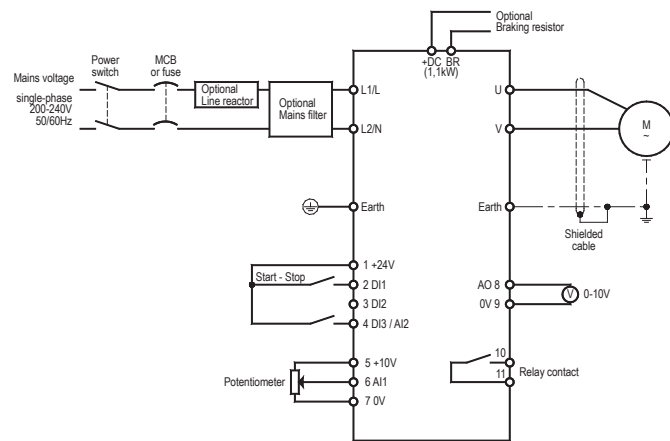 Optional
Braking resistor
+DC BR
(1,1kW)
Power
switch
MCB
or fuse
Mains voltage
single-phase
200-240V
50/60Hz
Optional
Line reactor
Optional
Mains filter
L1/L
L2/N
U
V
M
~
Earth
Earth
Shielded
cable
1 +24V
Start - Stop
2 DI1
3 DI2
4 DI3 / AI2
AO 8
0V 9
V
0-10V
5 +10V
Potentiometer
6 AI1
7 0V
10
11
Relay contact